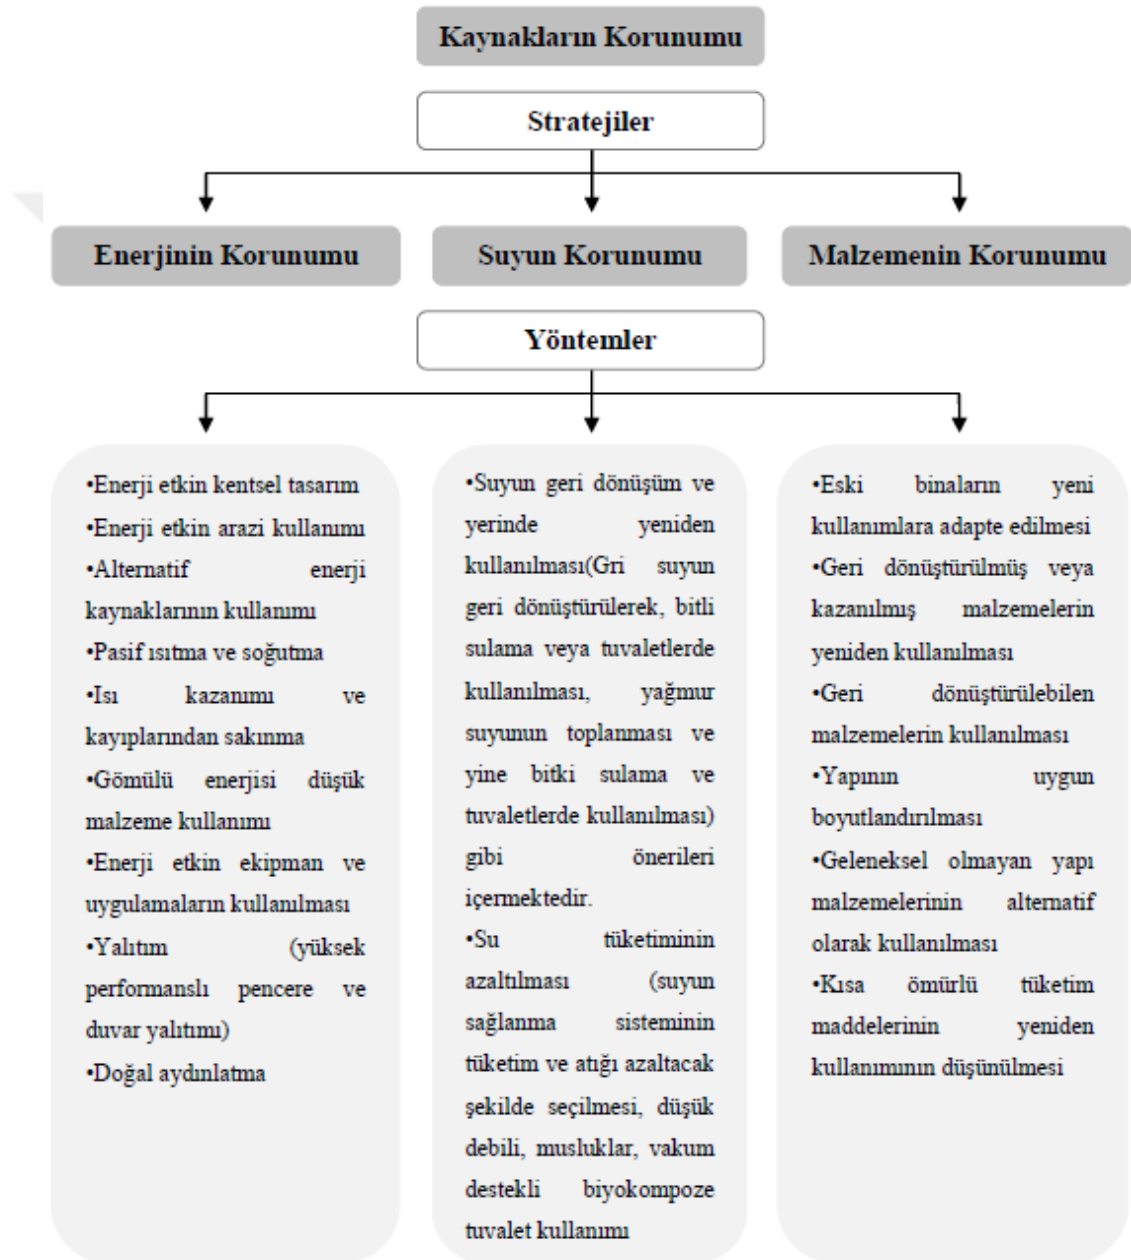 Kaynakların Korunumu
Stratejiler
Enerjinin Korunumu
Suyun Korunumu
Malzemenin Korunumu
Yöntemler
•Enerji etkin kentsel tasarım
•Enerji etkin arazi kullanımı
•Alternatif enerji
kaynaklarının kullanımı
•Pasif ısıtma ve soğutma
•Isı kazanımı ve
kayıplarından sakınma
•Gömülü enerjisi düşük
malzeme kullanımı
•Enerji etkin ekipman ve
uygulamaların kullanılması
•Yalıtım (yüksek
performanslı pencere ve
duvar yalıtımı)
•Doğal aydınlatma
•Suyun geri dönüşüm ve
yerinde yeniden
kullanılması(Gri suyun
geri dönüştürülerek, bitli
sulama veya tuvaletlerde
kullanılması, yağmur
suyunun toplanması ve
yine bitki sulama ve
tuvaletlerde kullanılması)
gibi önerileri
içermektedir.
•Su tüketiminin
azaltılması (suyun
sağlanma sisteminin
tüketim ve atığı azaltacak
şekilde seçilmesi, düşük
debili, musluklar, vakum
destekli biyokompoze
tuvalet kullanımı
•Eski binaların yeni
kullanımlara adapte edilmesi
•Geri dönüştürülmüş veya
kazanılmış malzemelerin
yeniden kullanılması
•Geri dönüştürülebilen
malzemelerin kullanılması
•Yapının uygun
boyutlandırılması
•Geleneksel olmayan yapı
malzemelerinin alternatif
olarak kullanılması
•Kısa ömürlü tüketim
maddelerinin yeniden
kullanımının düşünülmesi